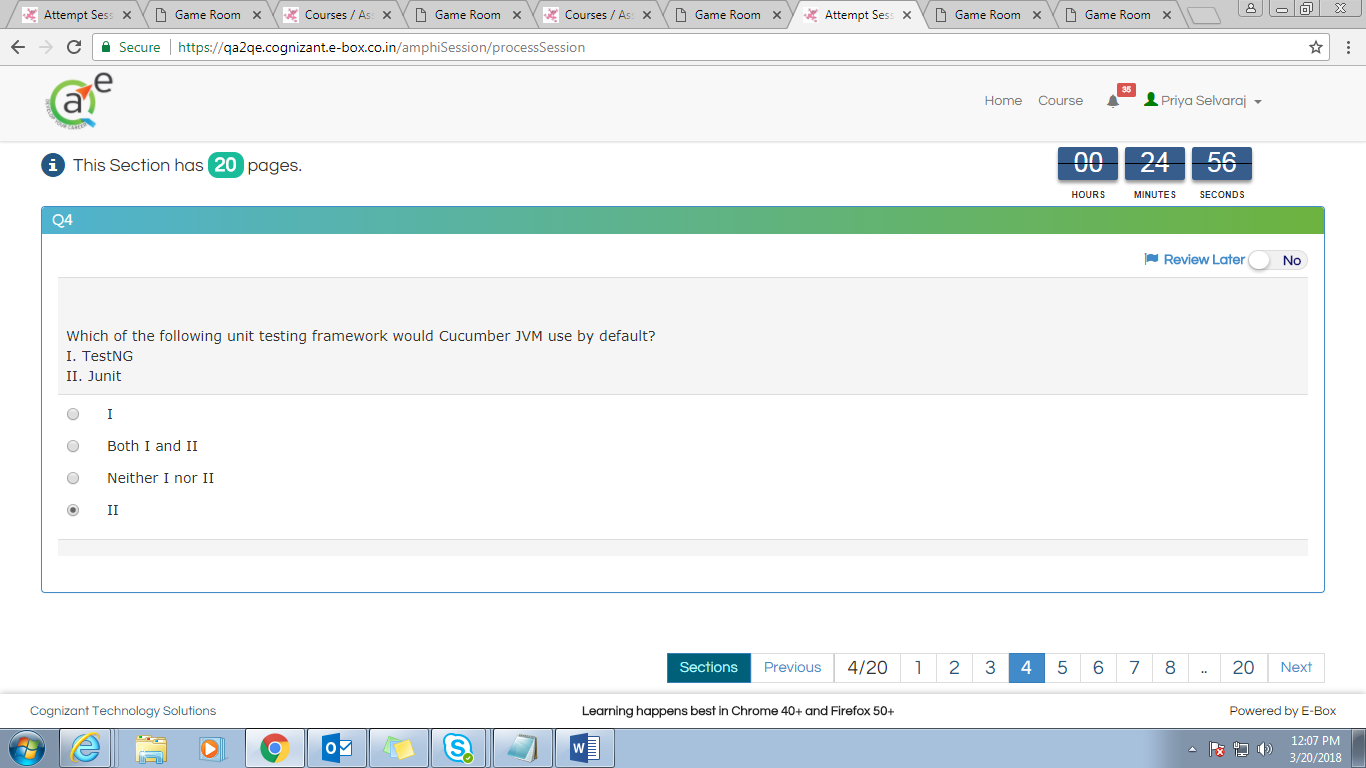 Attempt Sess
Game Room
Courses / Ass
Game Room
Courses / Ass
Game Room
Attempt Sess
Game Room
Game Room
Secure
https://qa2qe.cognizant.e-box.co.in/amphiSession/processSession
a e
Home
Course
35
Priya Selvaraj
This Section has 20 pages.
00 24 56
HOURS MINUTES SECONDS
Q4
Review Later No
Which of the following unit testing framework would Cucumber JVM use by default?
I. TestNG
II. Junit
I
Both I and II
Neither I nor II
II
Sections Previous 4/20 1 2 3 4 5 6 7 8 .. 20 Next
Cognizant Technology Solutions
Learning happens best in Chrome 40+ and Firefox 50+
Powered by E-Box
12:07 PM
3/20/2018